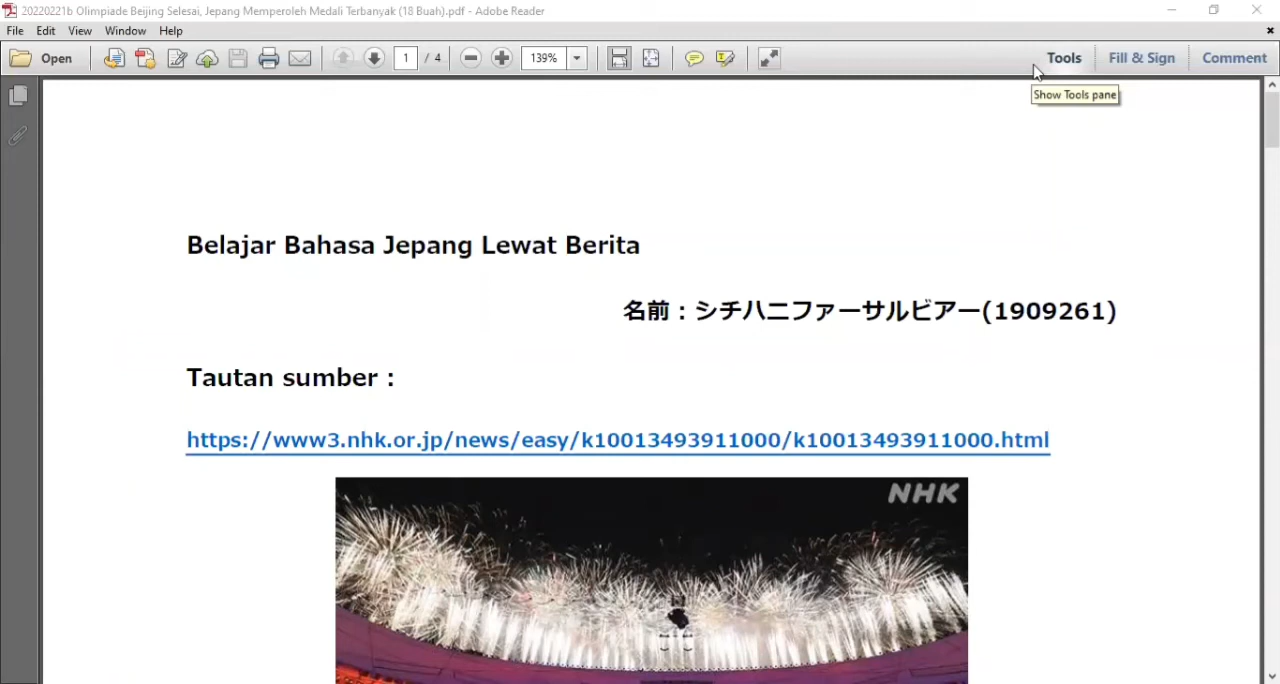 20220221b Olimpiade Beijing Selesai, Jepang Memperoleh Medali Terbanyak (18 Buah).pdf - Adobe Reader
File Edit View Window Help
Open 1 / 4 139% Tools Fill & Sign Comment
Show Tools pane
Belajar Bahasa Jepang Lewat Berita
名前：シチハニファーサルビアー(1909261)
Tautan sumber :
https://www3.nhk.or.jp/news/easy/k10013493911000/k10013493911000.html
NHK